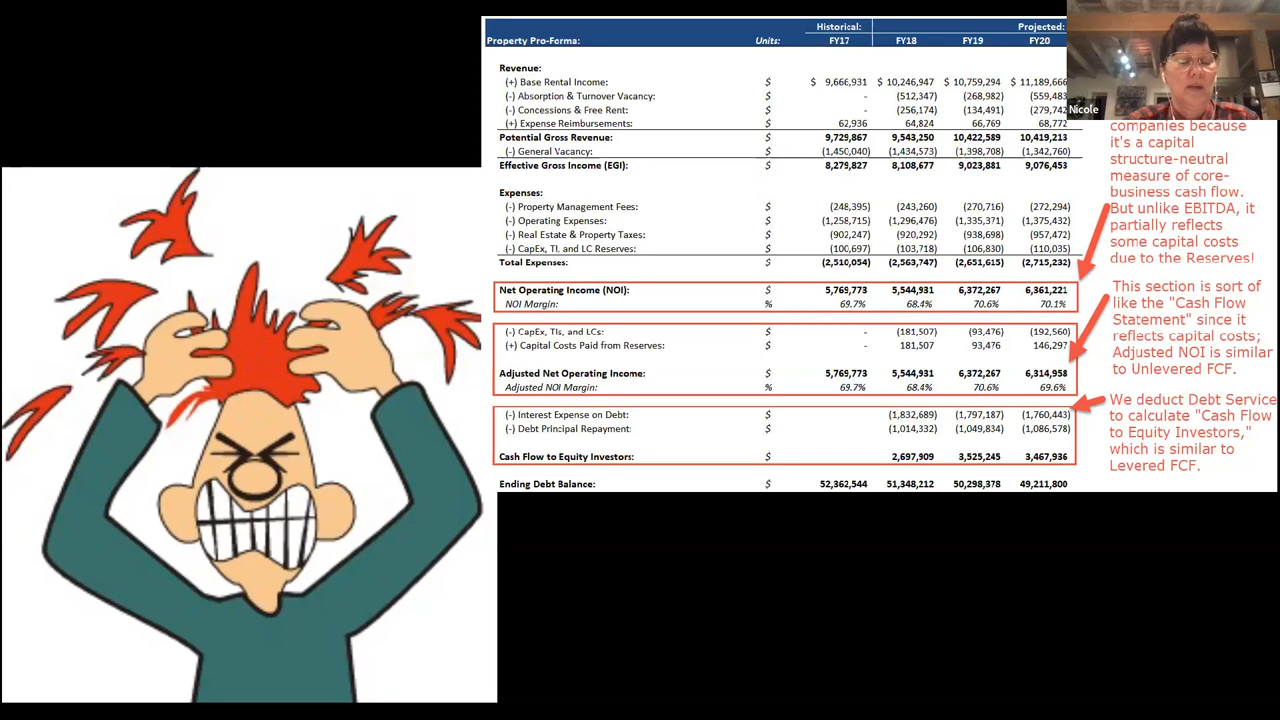 Historical: Projected:
Property Pro-Forma: Units: FY17 FY18 FY19 FY20
Revenue:
(+) Base Rental Income: $ $ 9,666,931 $ 10,246,947 $ 10,759,294 $ 11,189,666
(-) Absorption & Turnover Vacancy: $ - (512,347) (268,982) (559,483
(-) Concessions & Free Rent: $ - (256,174) (134,491) (279,742
(+) Expense Reimbursements: $ 62,936 64,824 66,769 68,772
Potential Gross Revenue: $ 9,729,867 9,543,250 10,422,589 10,419,213
(-) General Vacancy: $ (1,450,040) (1,434,573) (1,398,708) (1,342,760)
Effective Gross Income (EGI): $ 8,279,827 8,108,677 9,023,881 9,076,453
Expenses:
(-) Property Management Fees: $ (248,395) (243,260) (270,716) (272,294)
(-) Operating Expenses: $ (1,258,715) (1,296,476) (1,335,371) (1,375,432)
(-) Real Estate & Property Taxes: $ (902,247) (920,292) (938,698) (957,472)
(-) CapEx, TI, and LC Reserves: $ (100,697) (103,718) (106,830) (110,035)
Total Expenses: $ (2,510,054) (2,563,747) (2,651,615) (2,715,232)
Net Operating Income (NOI): $ 5,769,773 5,544,931 6,372,267 6,361,221
NOI Margin: % 69.7% 68.4% 70.6% 70.1%
(-) CapEx, TIs, and LCs: $ - (181,507) (93,476) (192,560)
(+) Capital Costs Paid from Reserves: $ - 181,507 93,476 146,297
Adjusted Net Operating Income: $ 5,769,773 5,544,931 6,372,267 6,314,958
Adjusted NOI Margin: % 69.7% 68.4% 70.6% 69.6%
(-) Interest Expense on Debt: $ (1,832,689) (1,797,187) (1,760,443)
(-) Debt Principal Repayment: $ (1,014,332) (1,049,834) (1,086,578)
Cash Flow to Equity Investors: $ 2,697,909 3,525,245 3,467,936
Ending Debt Balance: $ 52,362,544 51,348,212 50,298,378 49,211,800
Nicole
companies because
it's a capital
structure-neutral
measure of core-
business cash flow.
But unlike EBITDA, it
partially reflects
some capital costs
due to the Reserves!
This section is sort of
like the "Cash Flow
Statement" since it
reflects capital costs;
Adjusted NOI is similar
to Unlevered FCF.
We deduct Debt Service
to calculate "Cash Flow
to Equity Investors,"
which is similar to
Levered FCF.